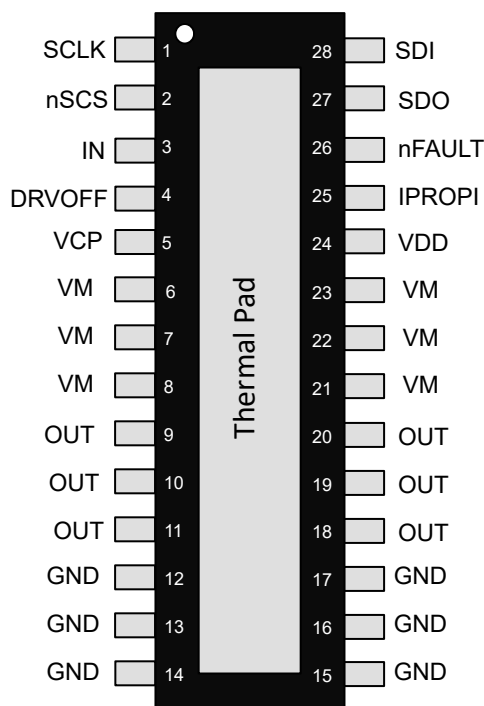 SCLK 1 28 SDI
nSCS 2 27 SDO
IN 3 26 nFAULT
DRVOFF 4 25 IPROPI
VCP 5 24 VDD
VM 6 23 VM
VM 7 22 VM
VM 8 21 VM
OUT 9 20 OUT
OUT 10 19 OUT
OUT 11 18 OUT
GND 12 17 GND
GND 13 16 GND
GND 14 15 GND
Thermal Pad